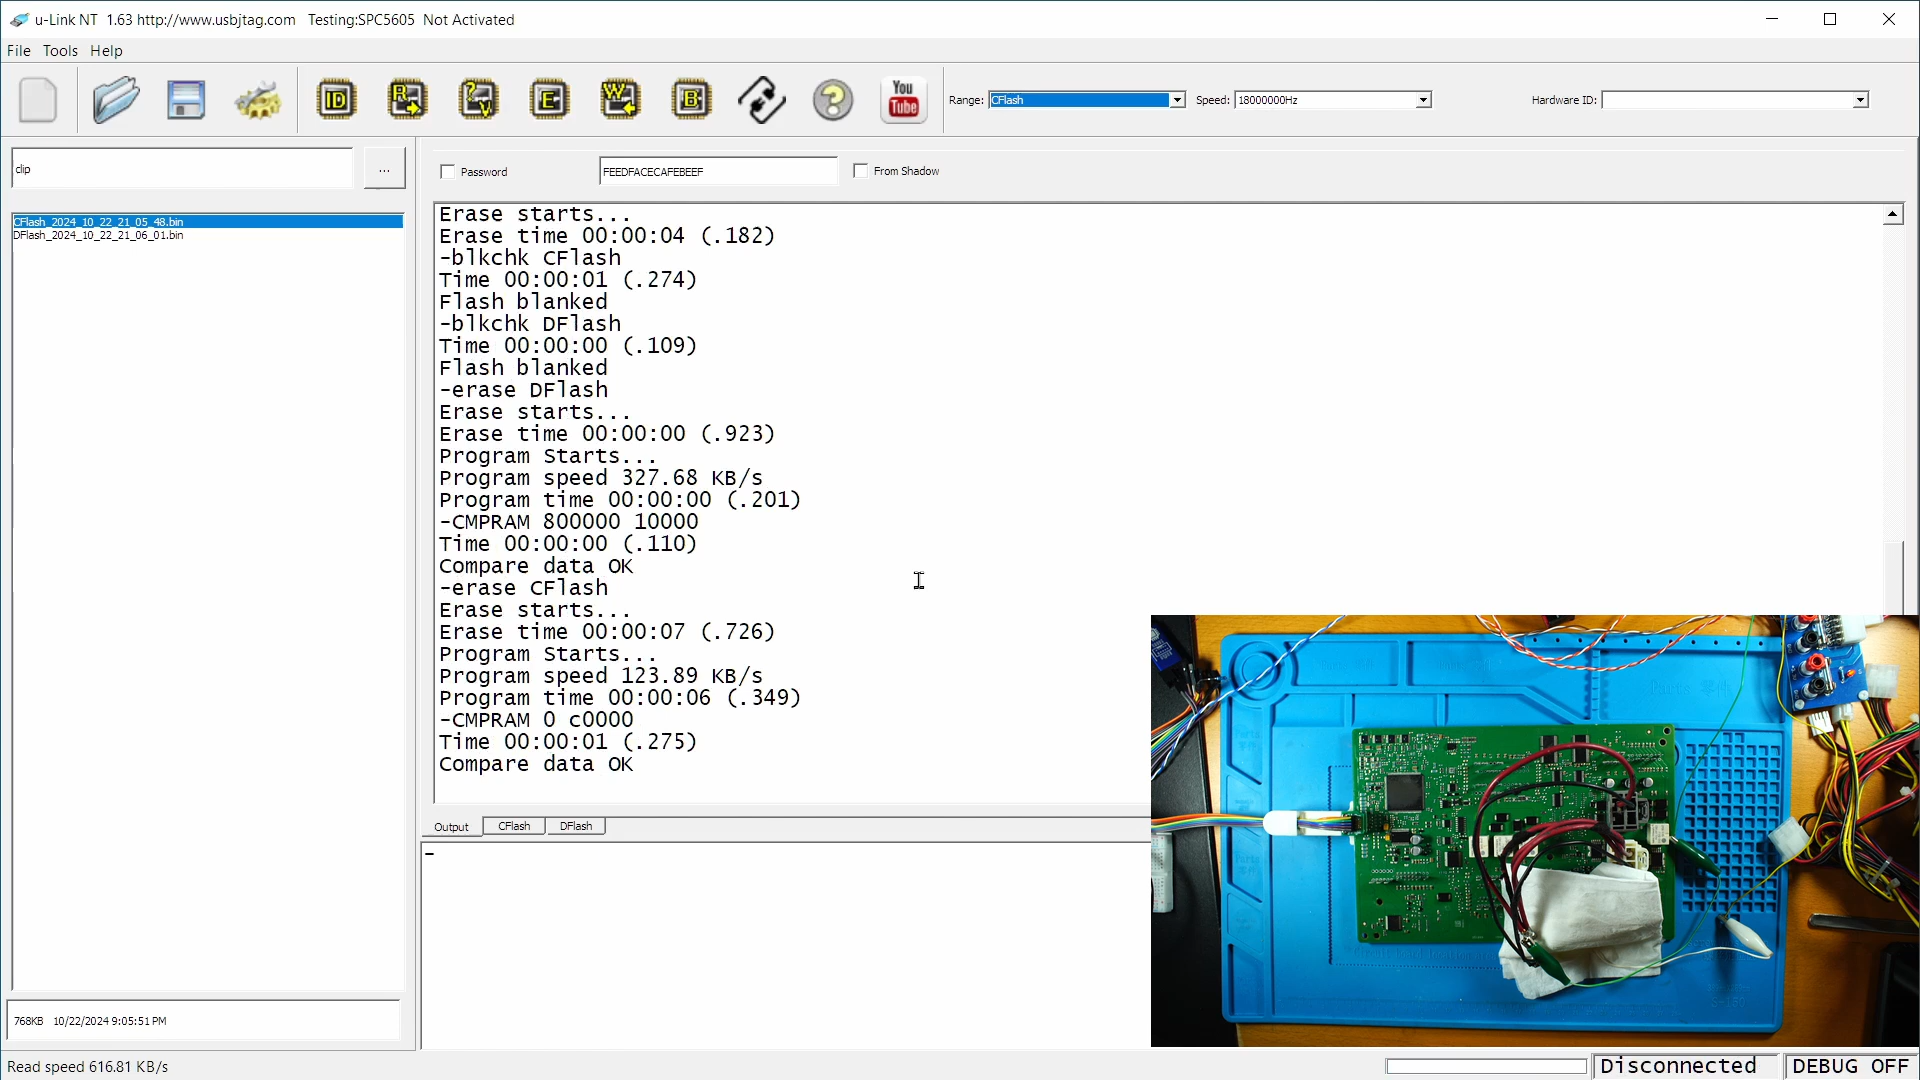 u-Link NT 1.63 http://www.usbjtag.com Testing:SPC5605 Not Activated
File Tools Help
ID R ?V E W B ? You Tube
Range: CFlash Speed: 18000000Hz Hardware ID:
clip ...
Password FEEDFACECAFEBEEF From Shadow
CFlash_2024_10_22_21_05_48.bin
DFlash_2024_10_22_21_06_01.bin
Erase starts...
Erase time 00:00:04 (.182)
-blkchk CFlash
Time 00:00:01 (.274)
Flash blanked
-blkchk DFlash
Time 00:00:00 (.109)
Flash blanked
-erase DFlash
Erase starts...
Erase time 00:00:00 (.923)
Program Starts...
Program speed 327.68 KB/s
Program time 00:00:00 (.201)
-CMPRAM 800000 10000
Time 00:00:00 (.110)
Compare data OK
-erase CFlash
Erase starts...
Erase time 00:00:07 (.726)
Program Starts...
Program speed 123.89 KB/s
Program time 00:00:06 (.349)
-CMPRAM 0 c0000
Time 00:00:01 (.275)
Compare data OK
Output CFlash DFlash
-
768KB 10/22/2024 9:05:51 PM
Read speed 616.81 KB/s
Disconnected DEBUG OFF